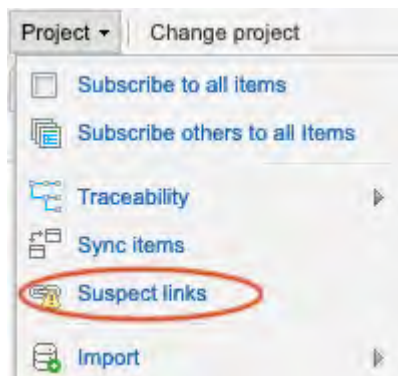 Project Change project
Subscribe to all items
Subscribe others to all Items
Traceability
Sync items
Suspect links
Import